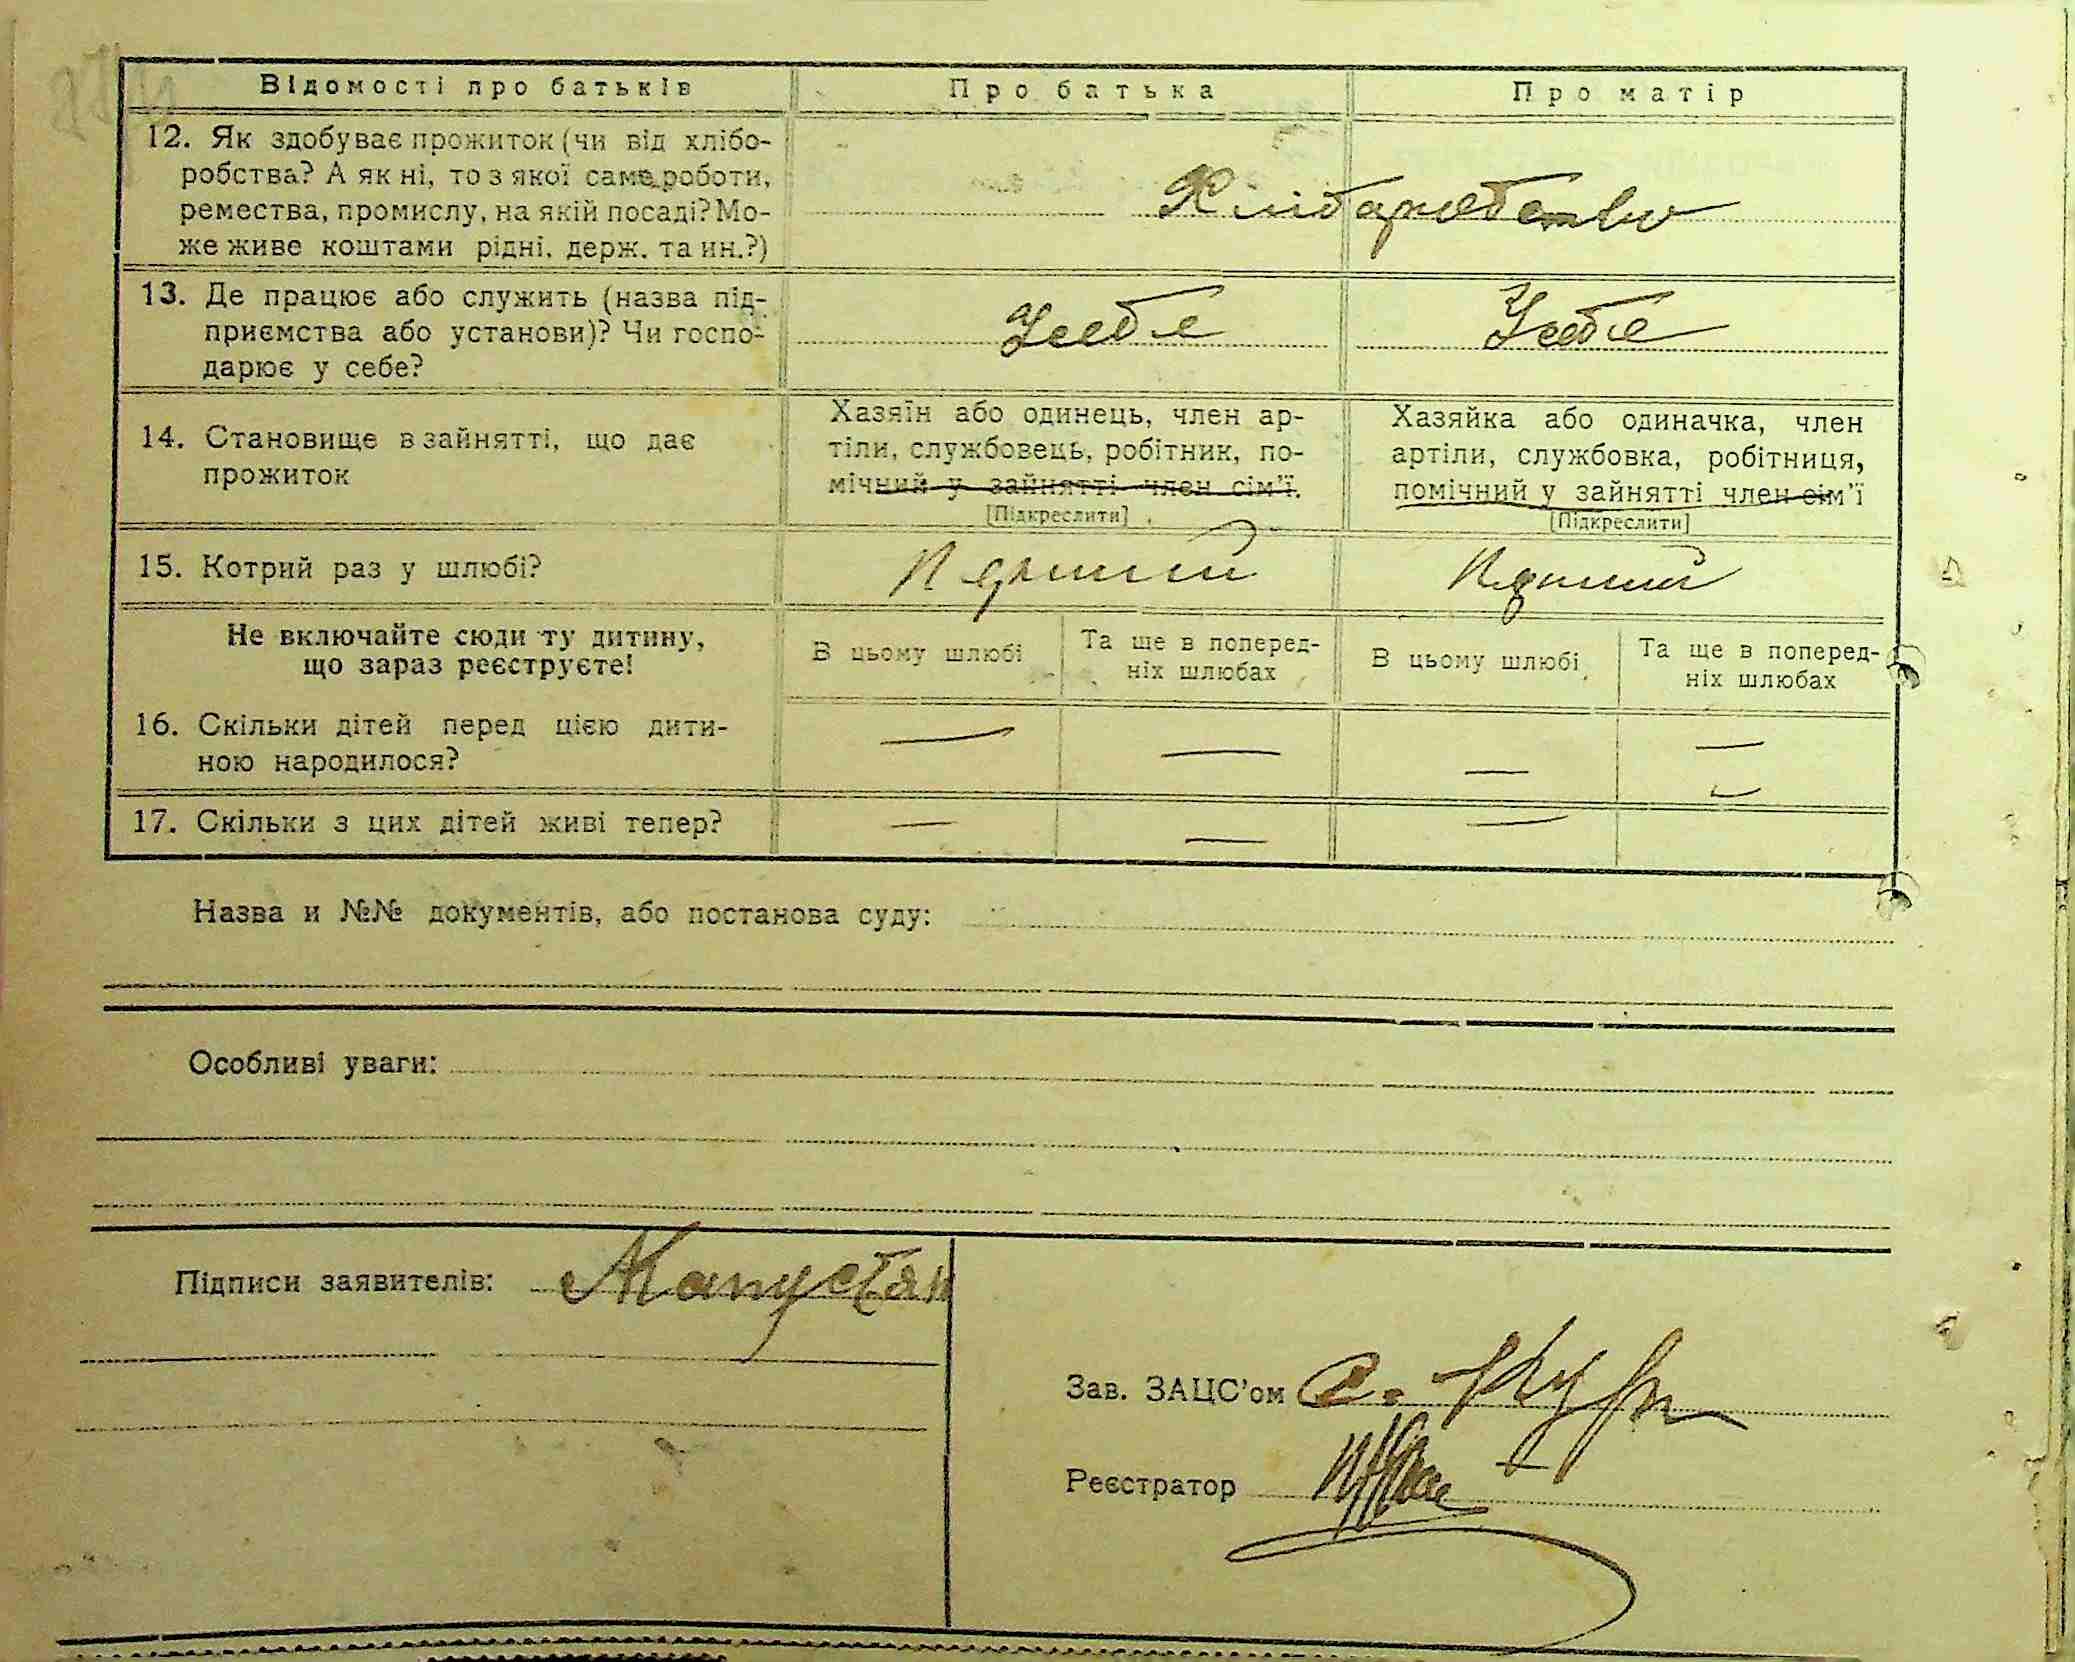 Відомості про батьків
Про батька
Про матір
12. Як здобуває прожиток (чи від хлібо-
робства? А як ні, то з якої саме роботи,
ремества, промислу, на якій посаді? Мо-
же живе коштами рідні, держ. та ин.?)
Хлібаробство
13. Де працює або служить (назва під-
приємства або установи)? Чи госпо-
дарює у себе?
У себе
У себе
14. Становище в зайнятті, що дає
прожиток
Хазяїн або одинець, член ар-
тіли, службовець, робітник, по-
мічний у зайнятті член сім'ї.
[Підкреслити]
Хазяйка або одиначка, член
артіли, службовка, робітниця,
помічний у зайнятті член сім'ї
[Підкреслити]
15. Котрий раз у шлюбі?
Перший
Перший
Не включайте сюди ту дитину,
що зараз реєструєте!
В цьому шлюбі
Та ще в поперед-
ніх шлюбах
В цьому шлюбі
Та ще в поперед-
ніх шлюбах
16. Скільки дітей перед цією дити-
ною народилося?
— — — —
17. Скільки з цих дітей живі тепер?
— — — —
Назва и №№ документів, або постанова суду:
Особливі уваги:
Підписи заявителів: Капустян
Зав. ЗАЦС'ом С.
Реєстратор